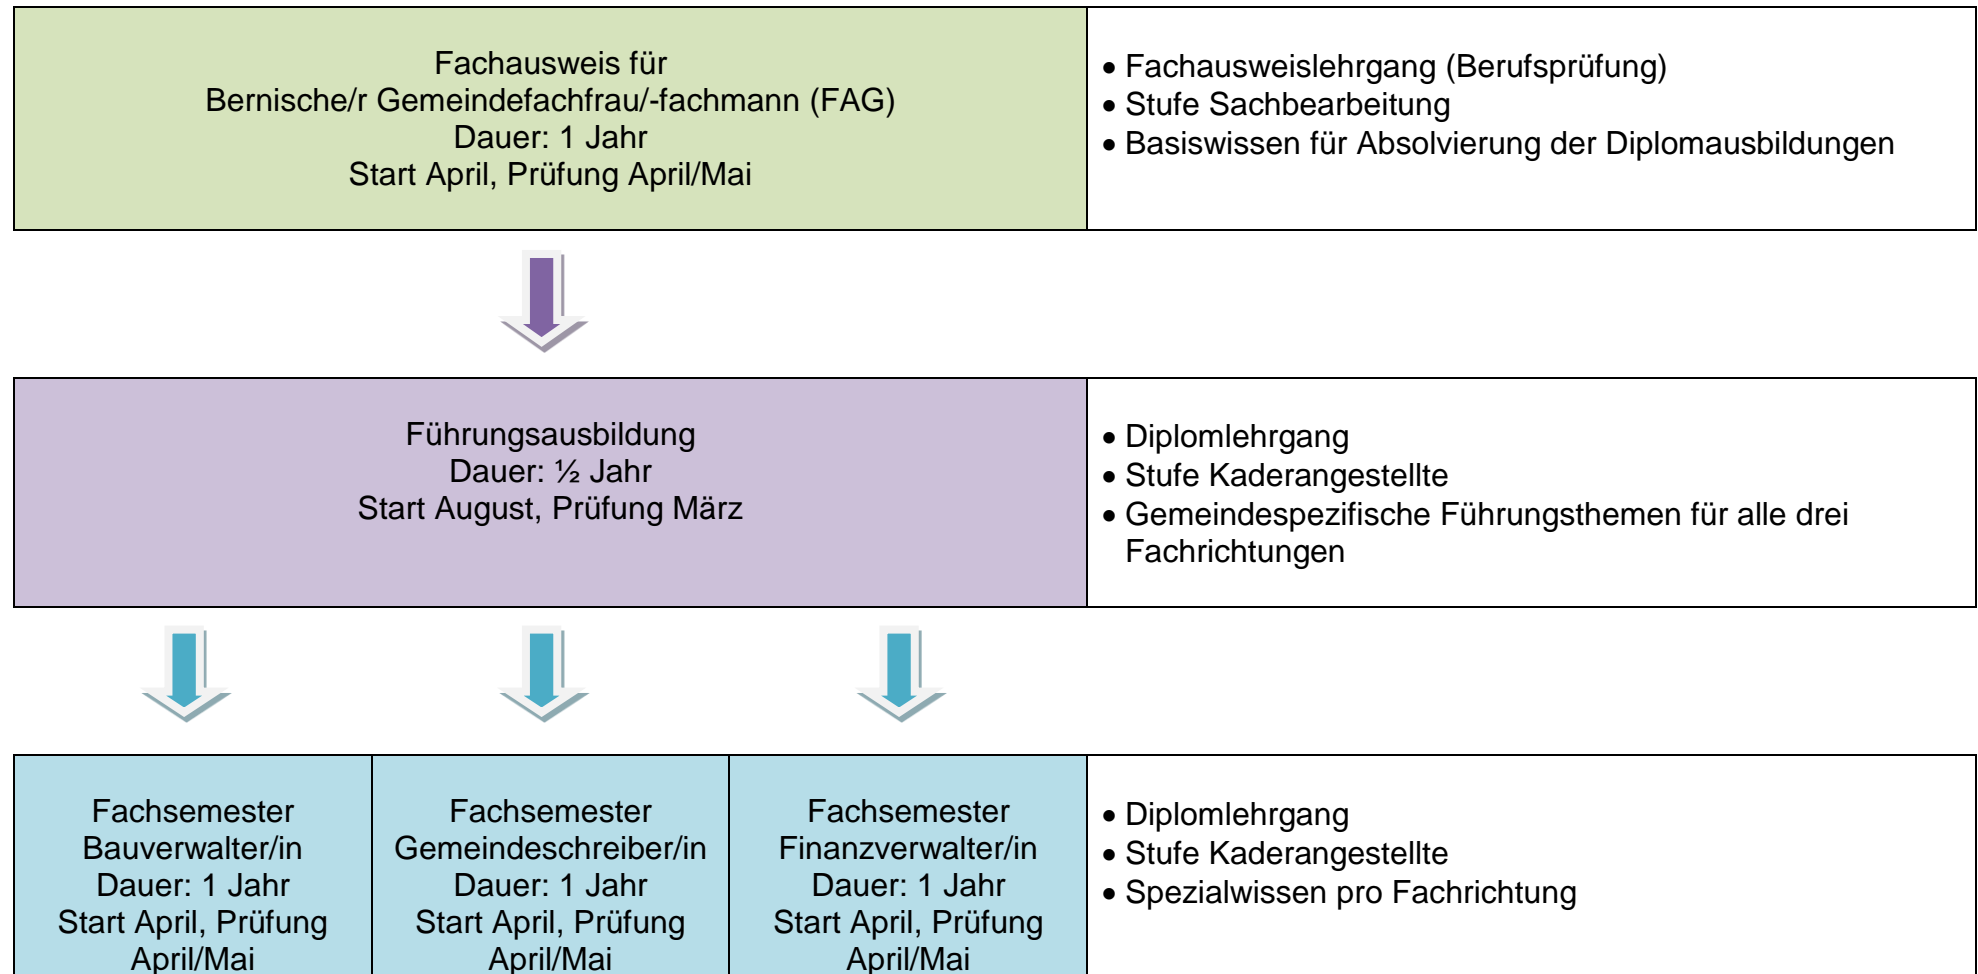 Fachausweis für
Bernische/r Gemeindefachfrau/-fachmann (FAG)
Dauer: 1 Jahr
Start April, Prüfung April/Mai
• Fachausweislehrgang (Berufsprüfung)
• Stufe Sachbearbeitung
• Basiswissen für Absolvierung der Diplomausbildungen
Führungsausbildung
Dauer: ½ Jahr
Start August, Prüfung März
• Diplomlehrgang
• Stufe Kaderangestellte
• Gemeindespezifische Führungsthemen für alle drei
Fachrichtungen
Fachsemester
Bauverwalter/in
Dauer: 1 Jahr
Start April, Prüfung
April/Mai
Fachsemester
Gemeindeschreiber/in
Dauer: 1 Jahr
Start April, Prüfung
April/Mai
Fachsemester
Finanzverwalter/in
Dauer: 1 Jahr
Start April, Prüfung
April/Mai
• Diplomlehrgang
• Stufe Kaderangestellte
• Spezialwissen pro Fachrichtung